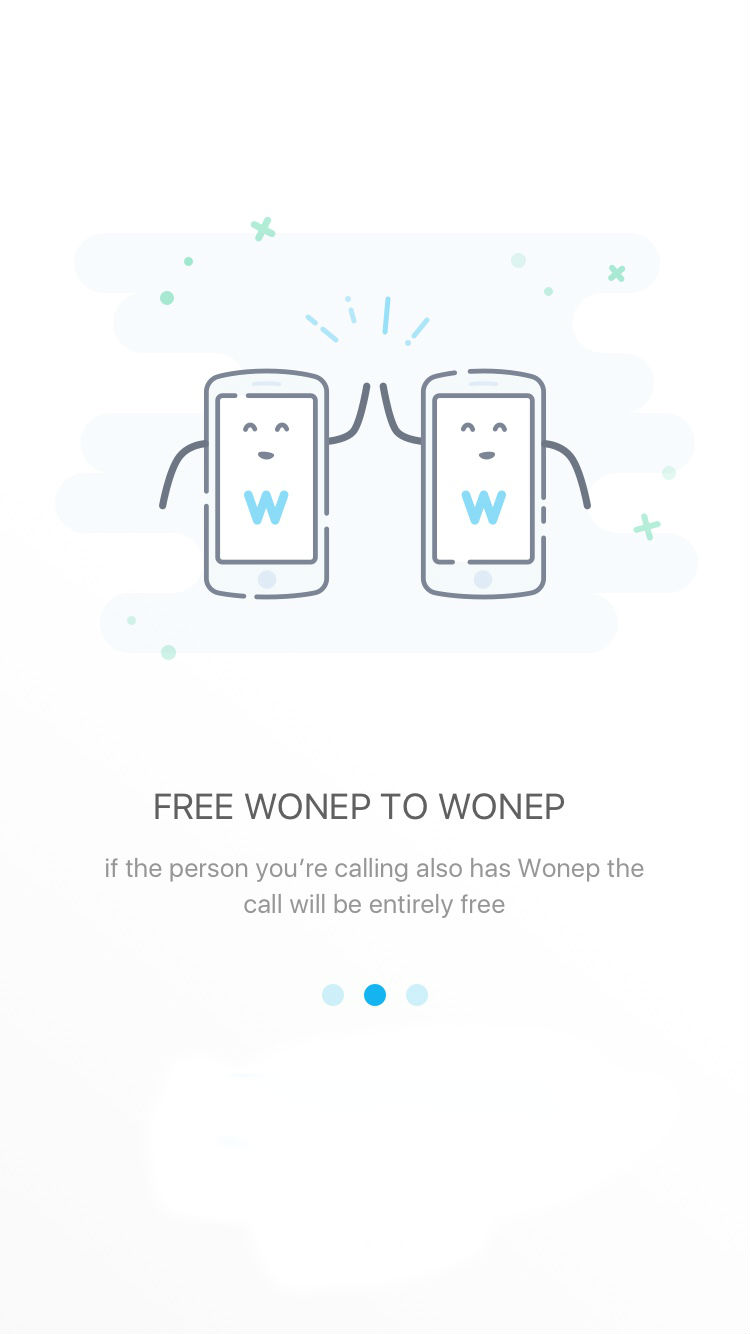 W W
FREE WONEP TO WONEP
if the person you’re calling also has Wonep the
call will be entirely free